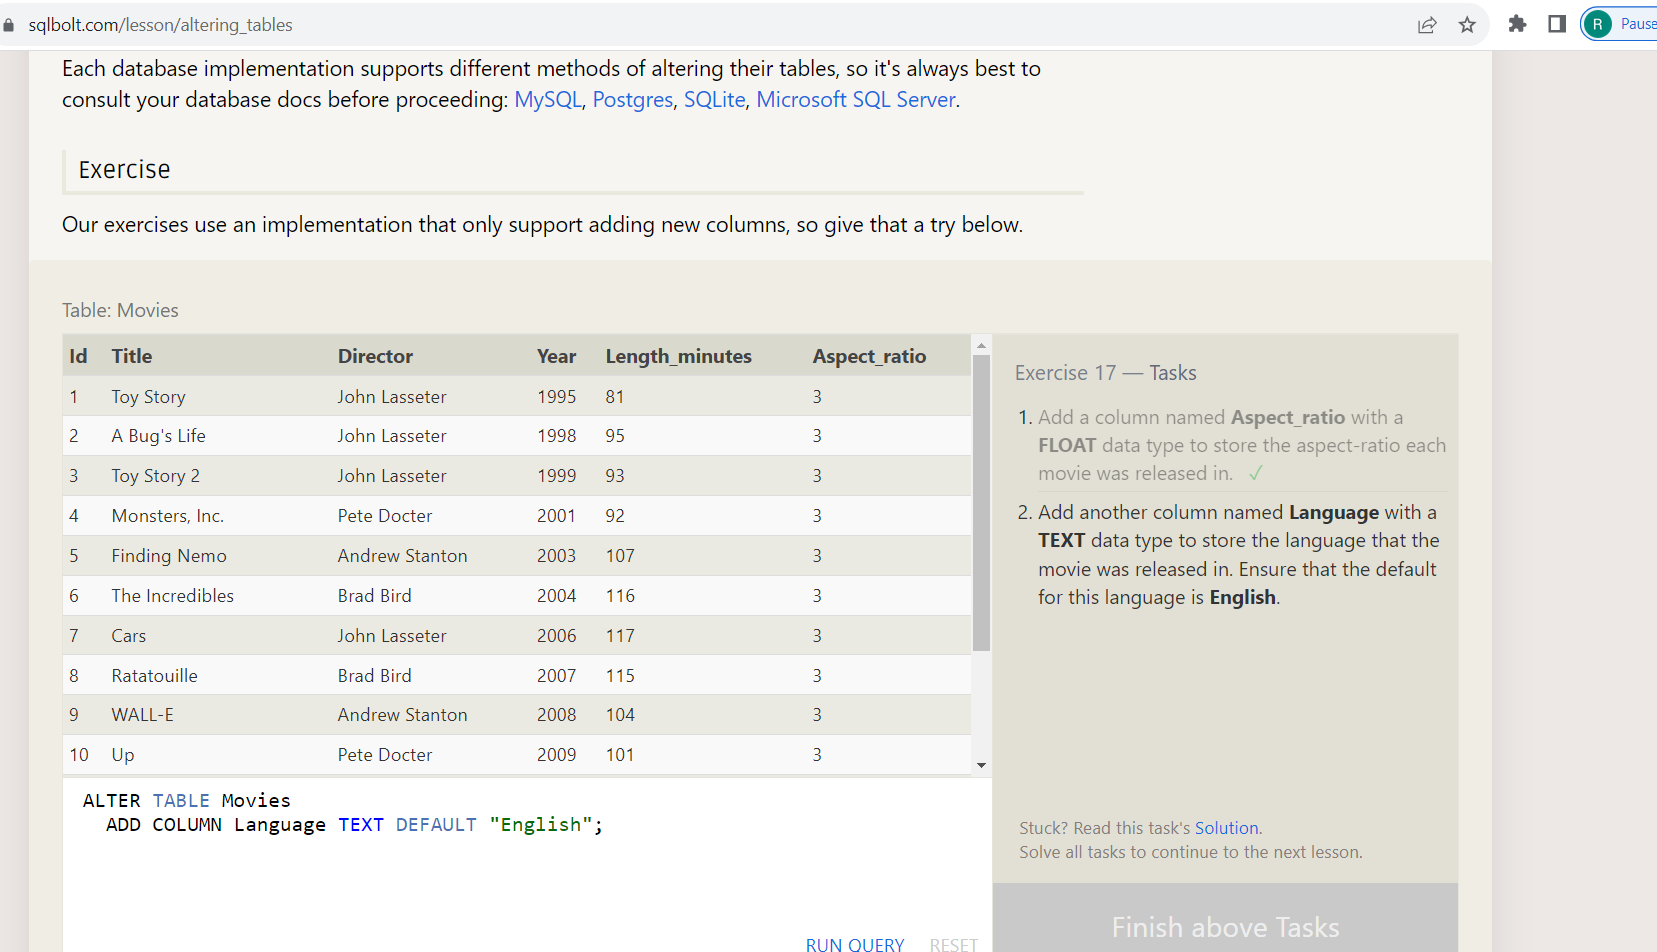 sqlbolt.com/lesson/altering_tables
R Pause
Each database implementation supports different methods of altering their tables, so it's always best to
consult your database docs before proceeding: MySQL, Postgres, SQLite, Microsoft SQL Server.
Exercise
Our exercises use an implementation that only support adding new columns, so give that a try below.
Table: Movies
Id Title Director Year Length_minutes Aspect_ratio
1 Toy Story John Lasseter 1995 81 3
2 A Bug's Life John Lasseter 1998 95 3
3 Toy Story 2 John Lasseter 1999 93 3
4 Monsters, Inc. Pete Docter 2001 92 3
5 Finding Nemo Andrew Stanton 2003 107 3
6 The Incredibles Brad Bird 2004 116 3
7 Cars John Lasseter 2006 117 3
8 Ratatouille Brad Bird 2007 115 3
9 WALL-E Andrew Stanton 2008 104 3
10 Up Pete Docter 2009 101 3
ALTER TABLE Movies
ADD COLUMN Language TEXT DEFAULT "English";
RUN QUERY RESET
Exercise 17 — Tasks
1. Add a column named Aspect_ratio with a
FLOAT data type to store the aspect-ratio each
movie was released in. ✓
2. Add another column named Language with a
TEXT data type to store the language that the
movie was released in. Ensure that the default
for this language is English.
Stuck? Read this task's Solution.
Solve all tasks to continue to the next lesson.
Finish above Tasks